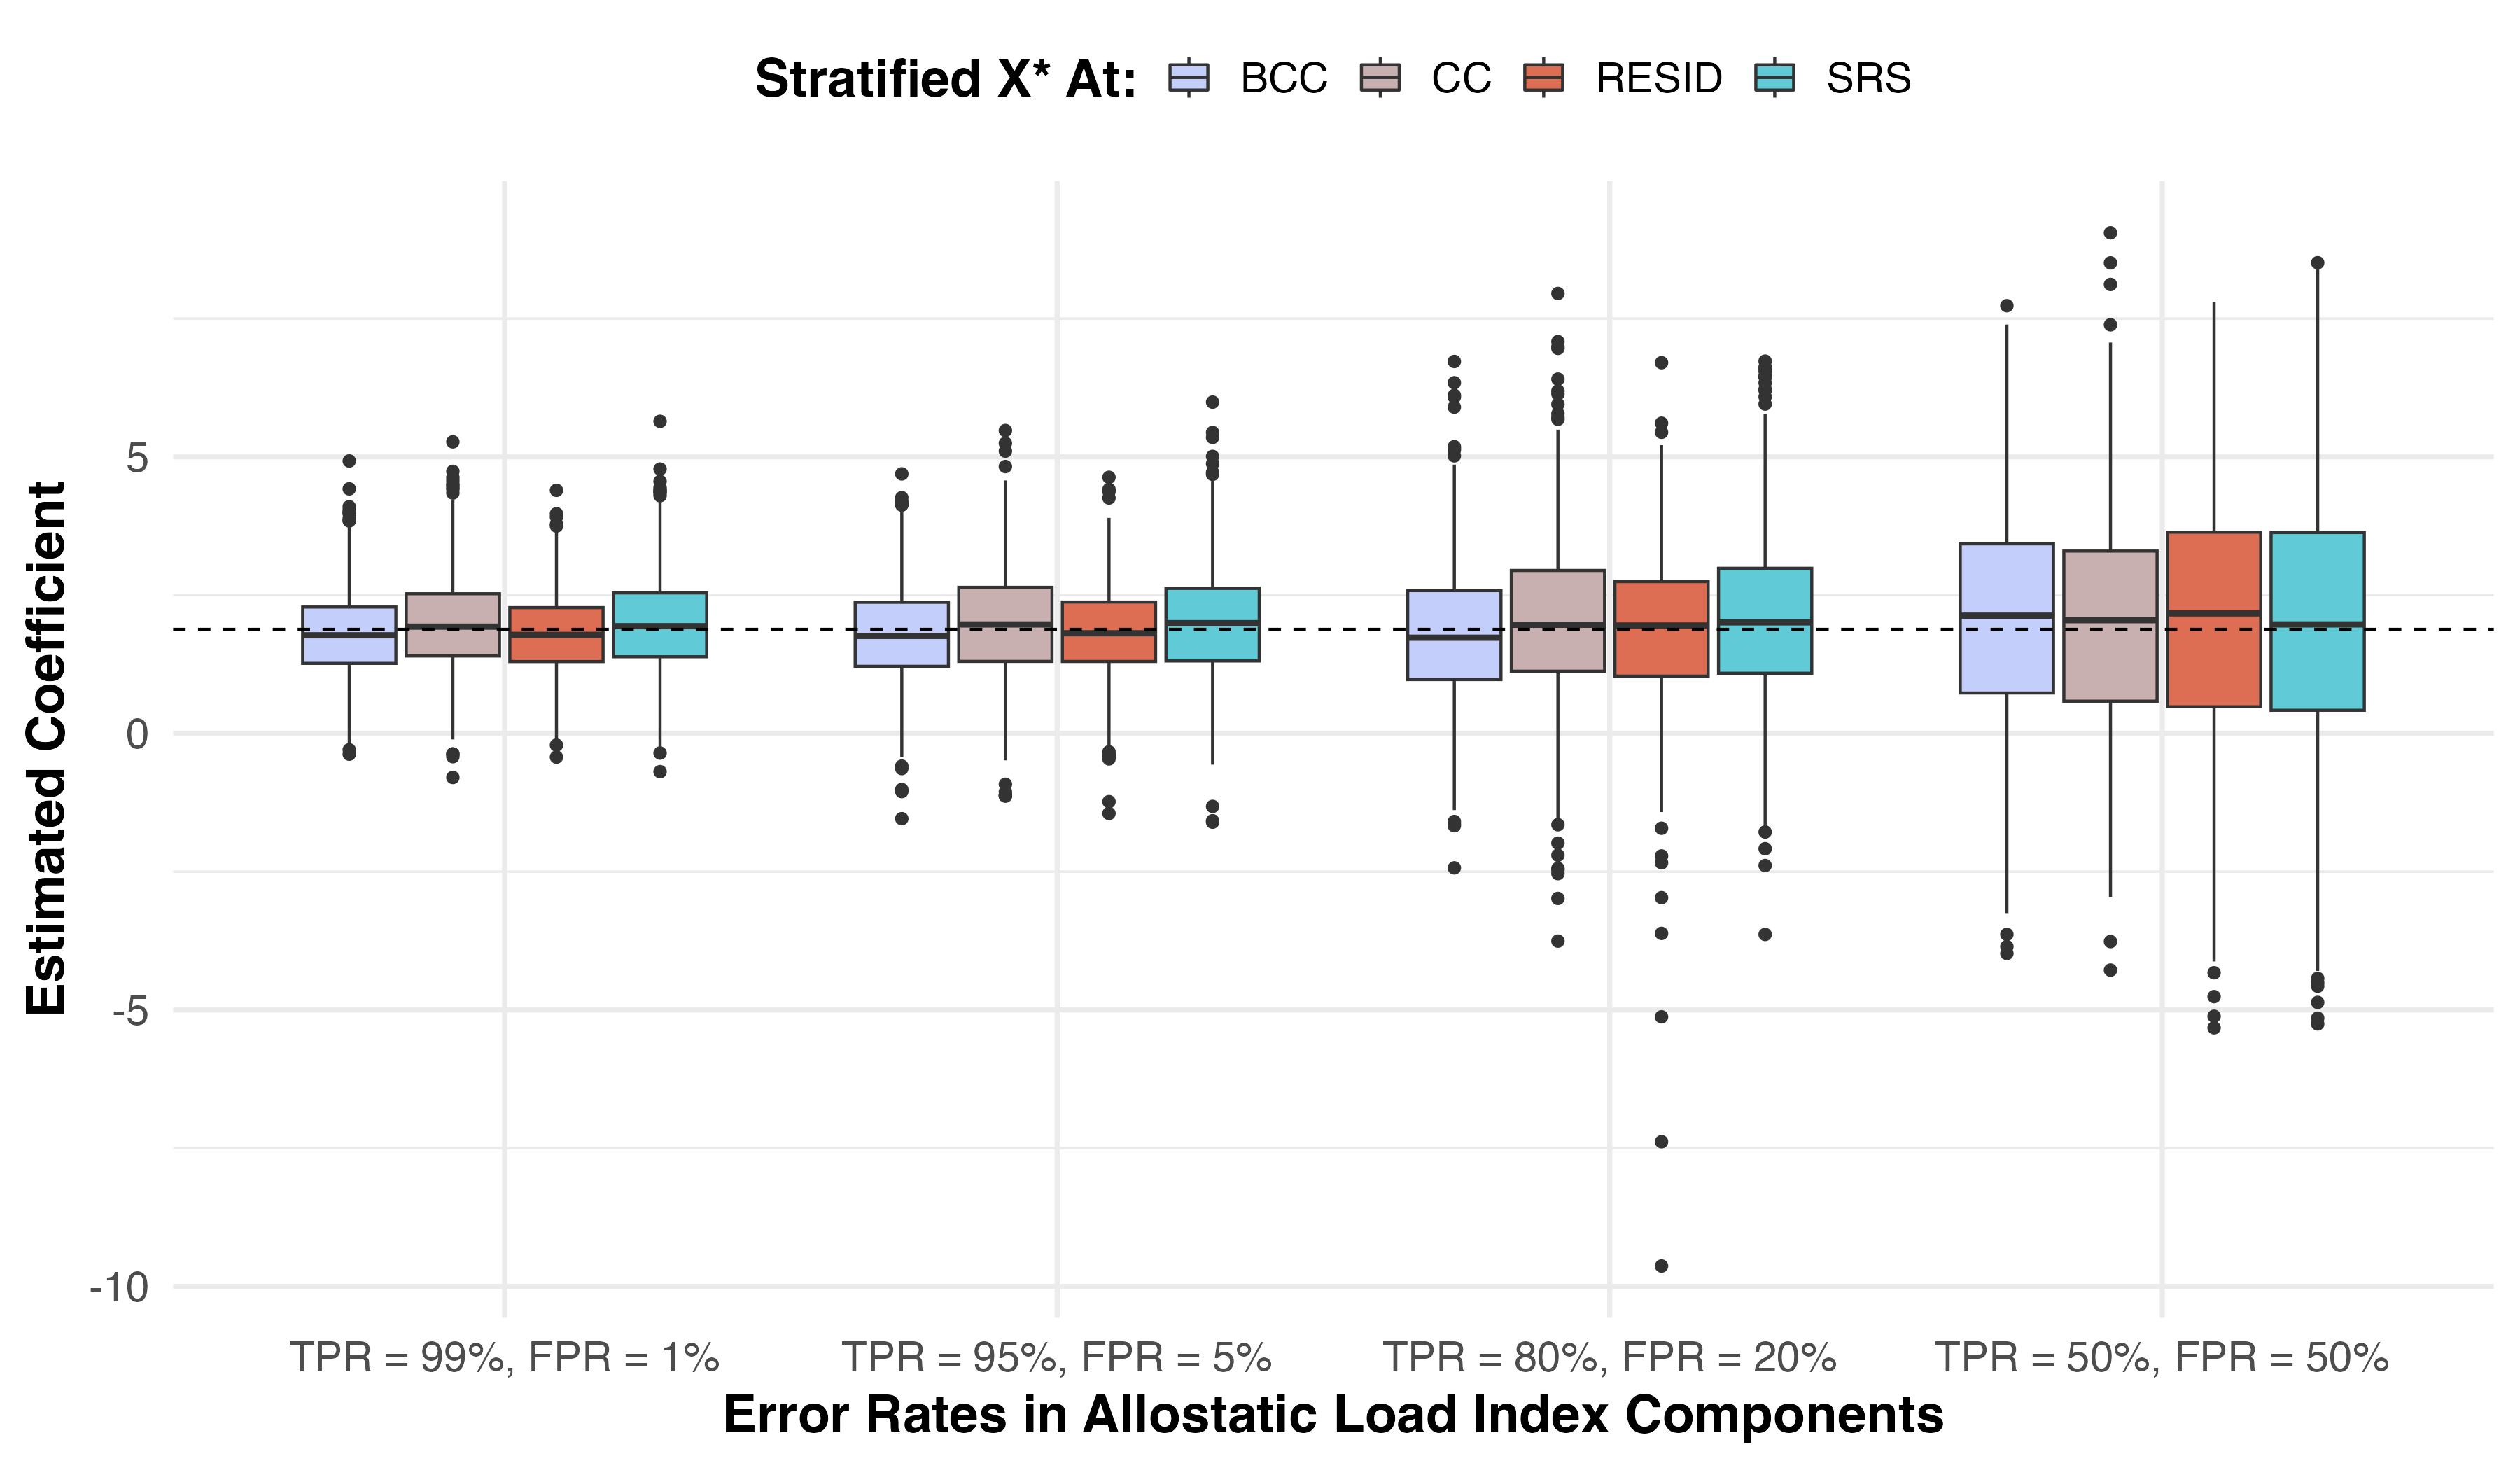 Stratified X* At: BCC CC RESID SRS
Estimated Coefficient
5
0
-5
-10
TPR = 99%, FPR = 1% TPR = 95%, FPR = 5% TPR = 80%, FPR = 20% TPR = 50%, FPR = 50%
Error Rates in Allostatic Load Index Components